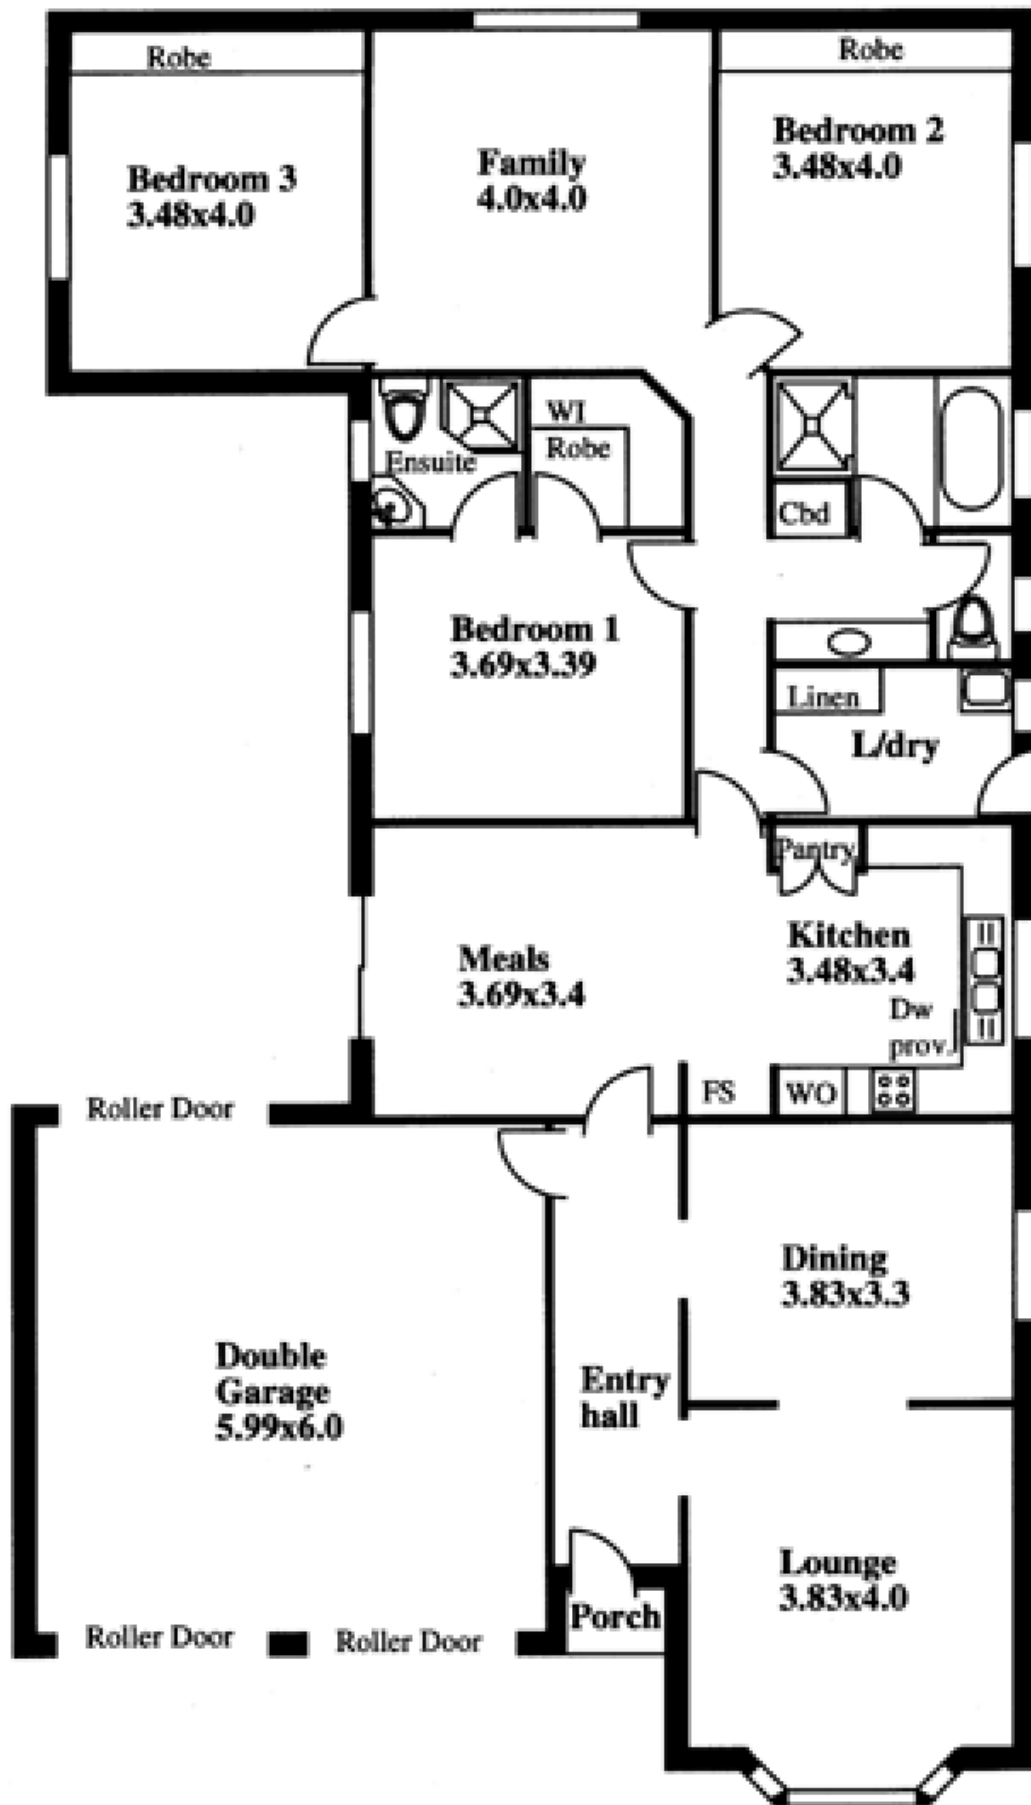 Robe
Robe
Bedroom 3
3.48x4.0
Family
4.0x4.0
Bedroom 2
3.48x4.0
Ensuite
WI
Robe
Cbd
Bedroom 1
3.69x3.39
Linen
L/dry
Pantry
Meals
3.69x3.4
Kitchen
3.48x3.4
Dw
prov.
FS
WO
Roller Door
Dining
3.83x3.3
Double
Garage
5.99x6.0
Entry
hall
Lounge
3.83x4.0
Porch
Roller Door
Roller Door